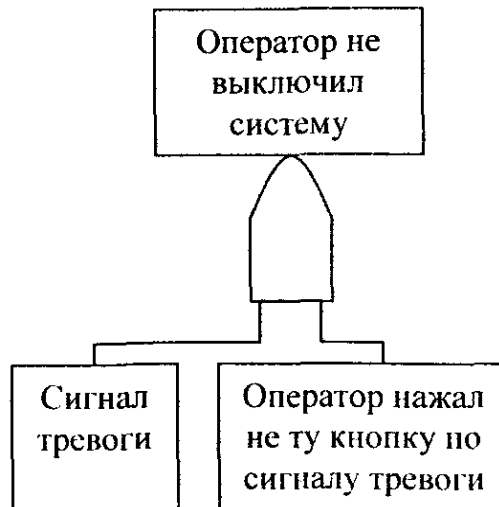 Оператор не
выключил
систему
Сигнал
тревоги
Оператор нажал
не ту кнопку по
сигналу тревоги